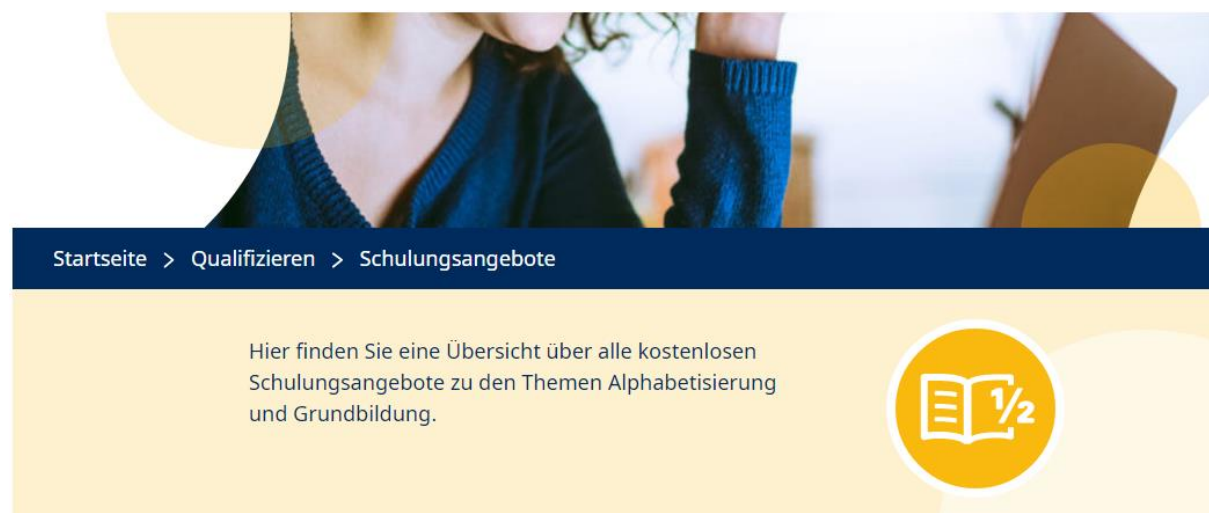 Startseite > Qualifizieren > Schulungsangebote
Hier finden Sie eine Übersicht über alle kostenlosen
Schulungsangebote zu den Themen Alphabetisierung
und Grundbildung.
1/2